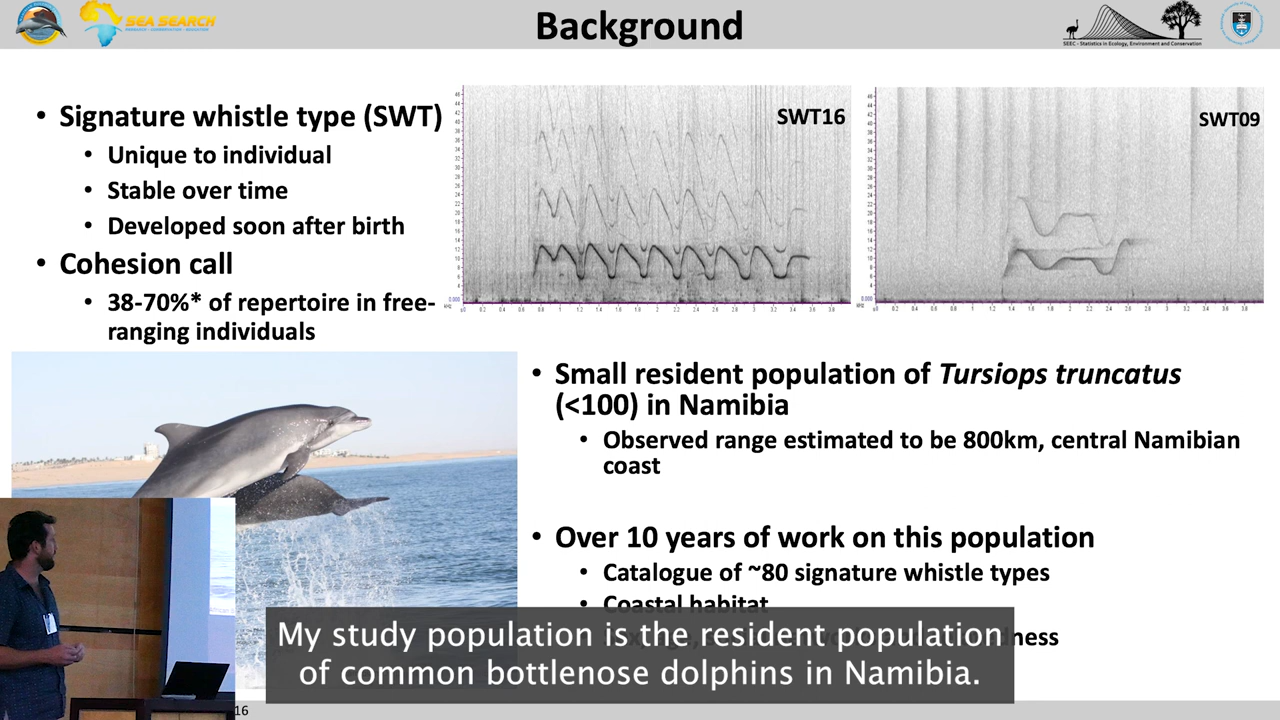 SEA SEARCH
RESEARCH - CONSERVATION - EDUCATION
Background
SEEC - Statistics in Ecology, Environment and Conservation
• Signature whistle type (SWT)
• Unique to individual
• Stable over time
• Developed soon after birth
• Cohesion call
• 38-70%* of repertoire in free-
ranging individuals
SWT16
SWT09
• Small resident population of Tursiops truncatus
(<100) in Namibia
• Observed range estimated to be 800km, central Namibian
coast
• Over 10 years of work on this population
• Catalogue of ~80 signature whistle types
• Coastal habitat
My study population is the resident population
of common bottlenose dolphins in Namibia.
16